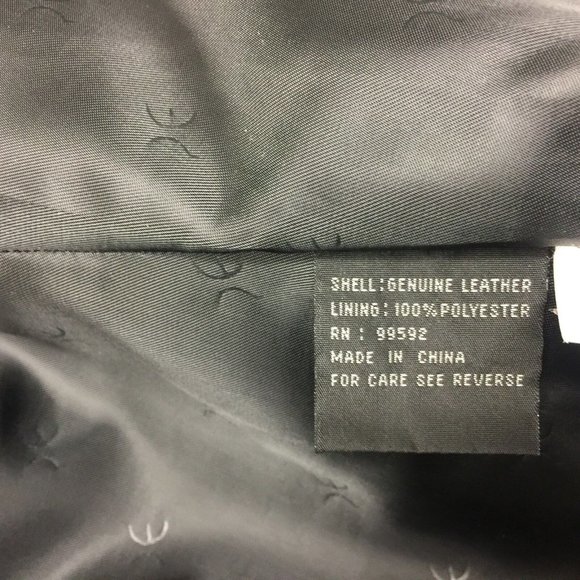 SHELL:GENUINE LEATHER
LINING: 100%POLYESTER
RN : 99592
MADE IN CHINA
FOR CARE SEE REVERSE